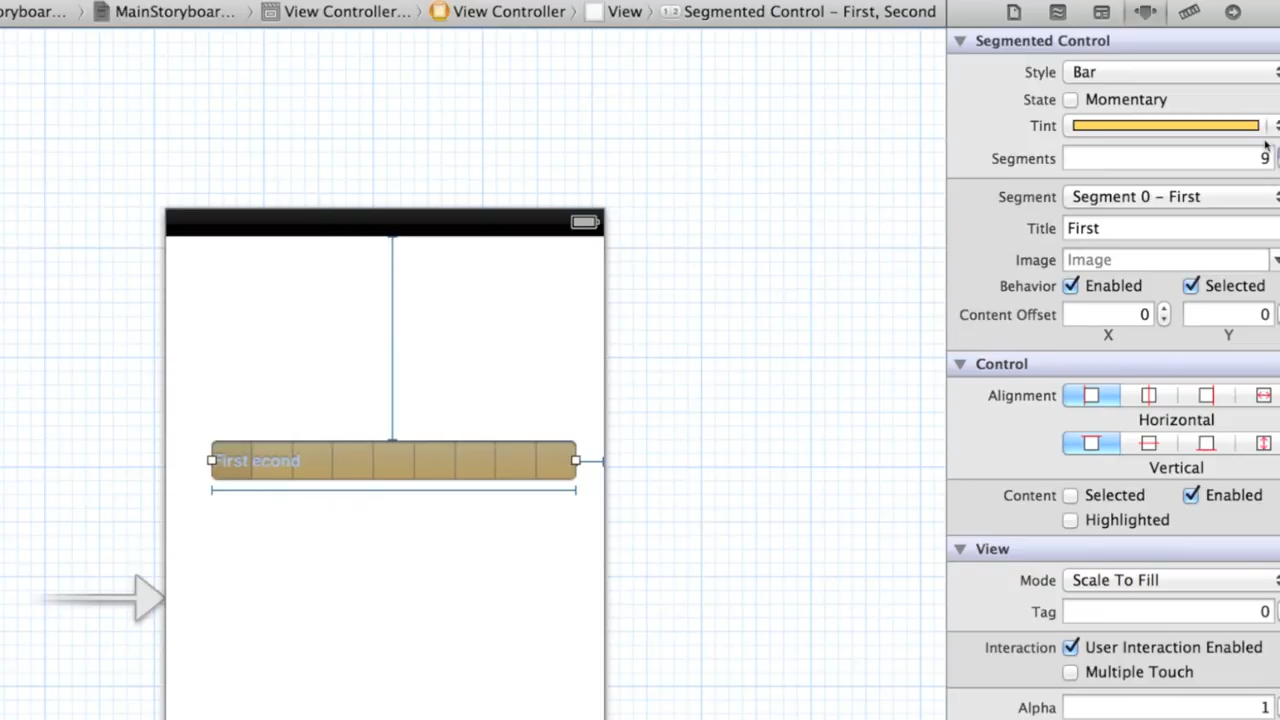 oryboar... MainStoryboar... View Controller... View Controller View Segmented Control – First, Second
Segmented Control
Style Bar
State Momentary
Tint
Segments 9
Segment Segment 0 – First
Title First
Image Image
Behavior Enabled Selected
Content Offset 0 0
X Y
Control
Alignment
Horizontal
Vertical
Content Selected Enabled
Highlighted
View
Mode Scale To Fill
Tag 0
Interaction User Interaction Enabled
Multiple Touch
Alpha 1
First econd